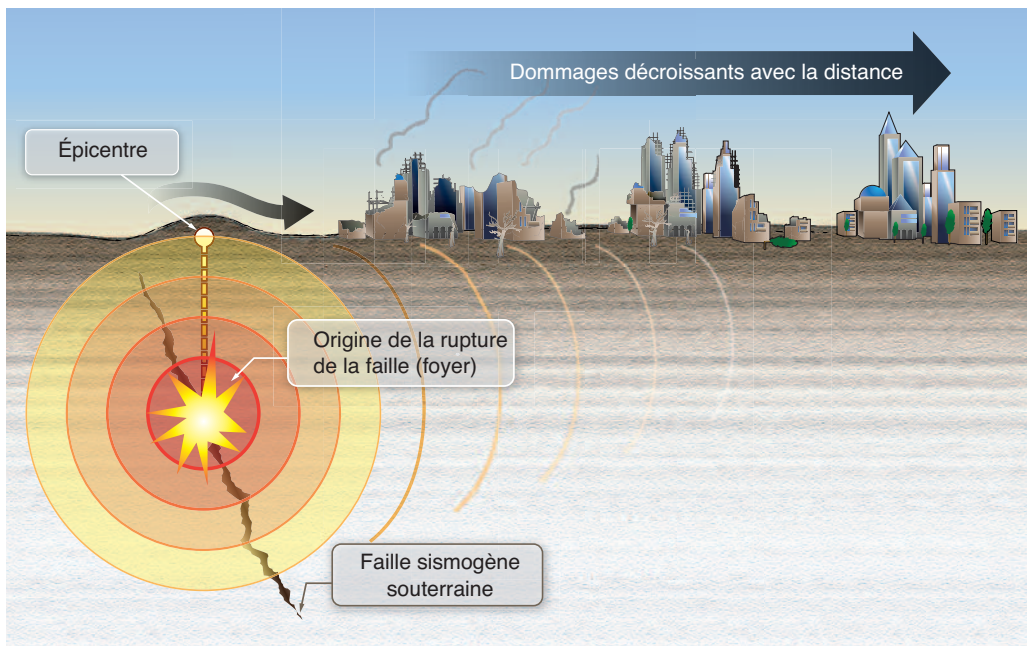 Dommages décroissants avec la distance
Épicentre
Origine de la rupture
de la faille (foyer)
Faille sismogène
souterraine